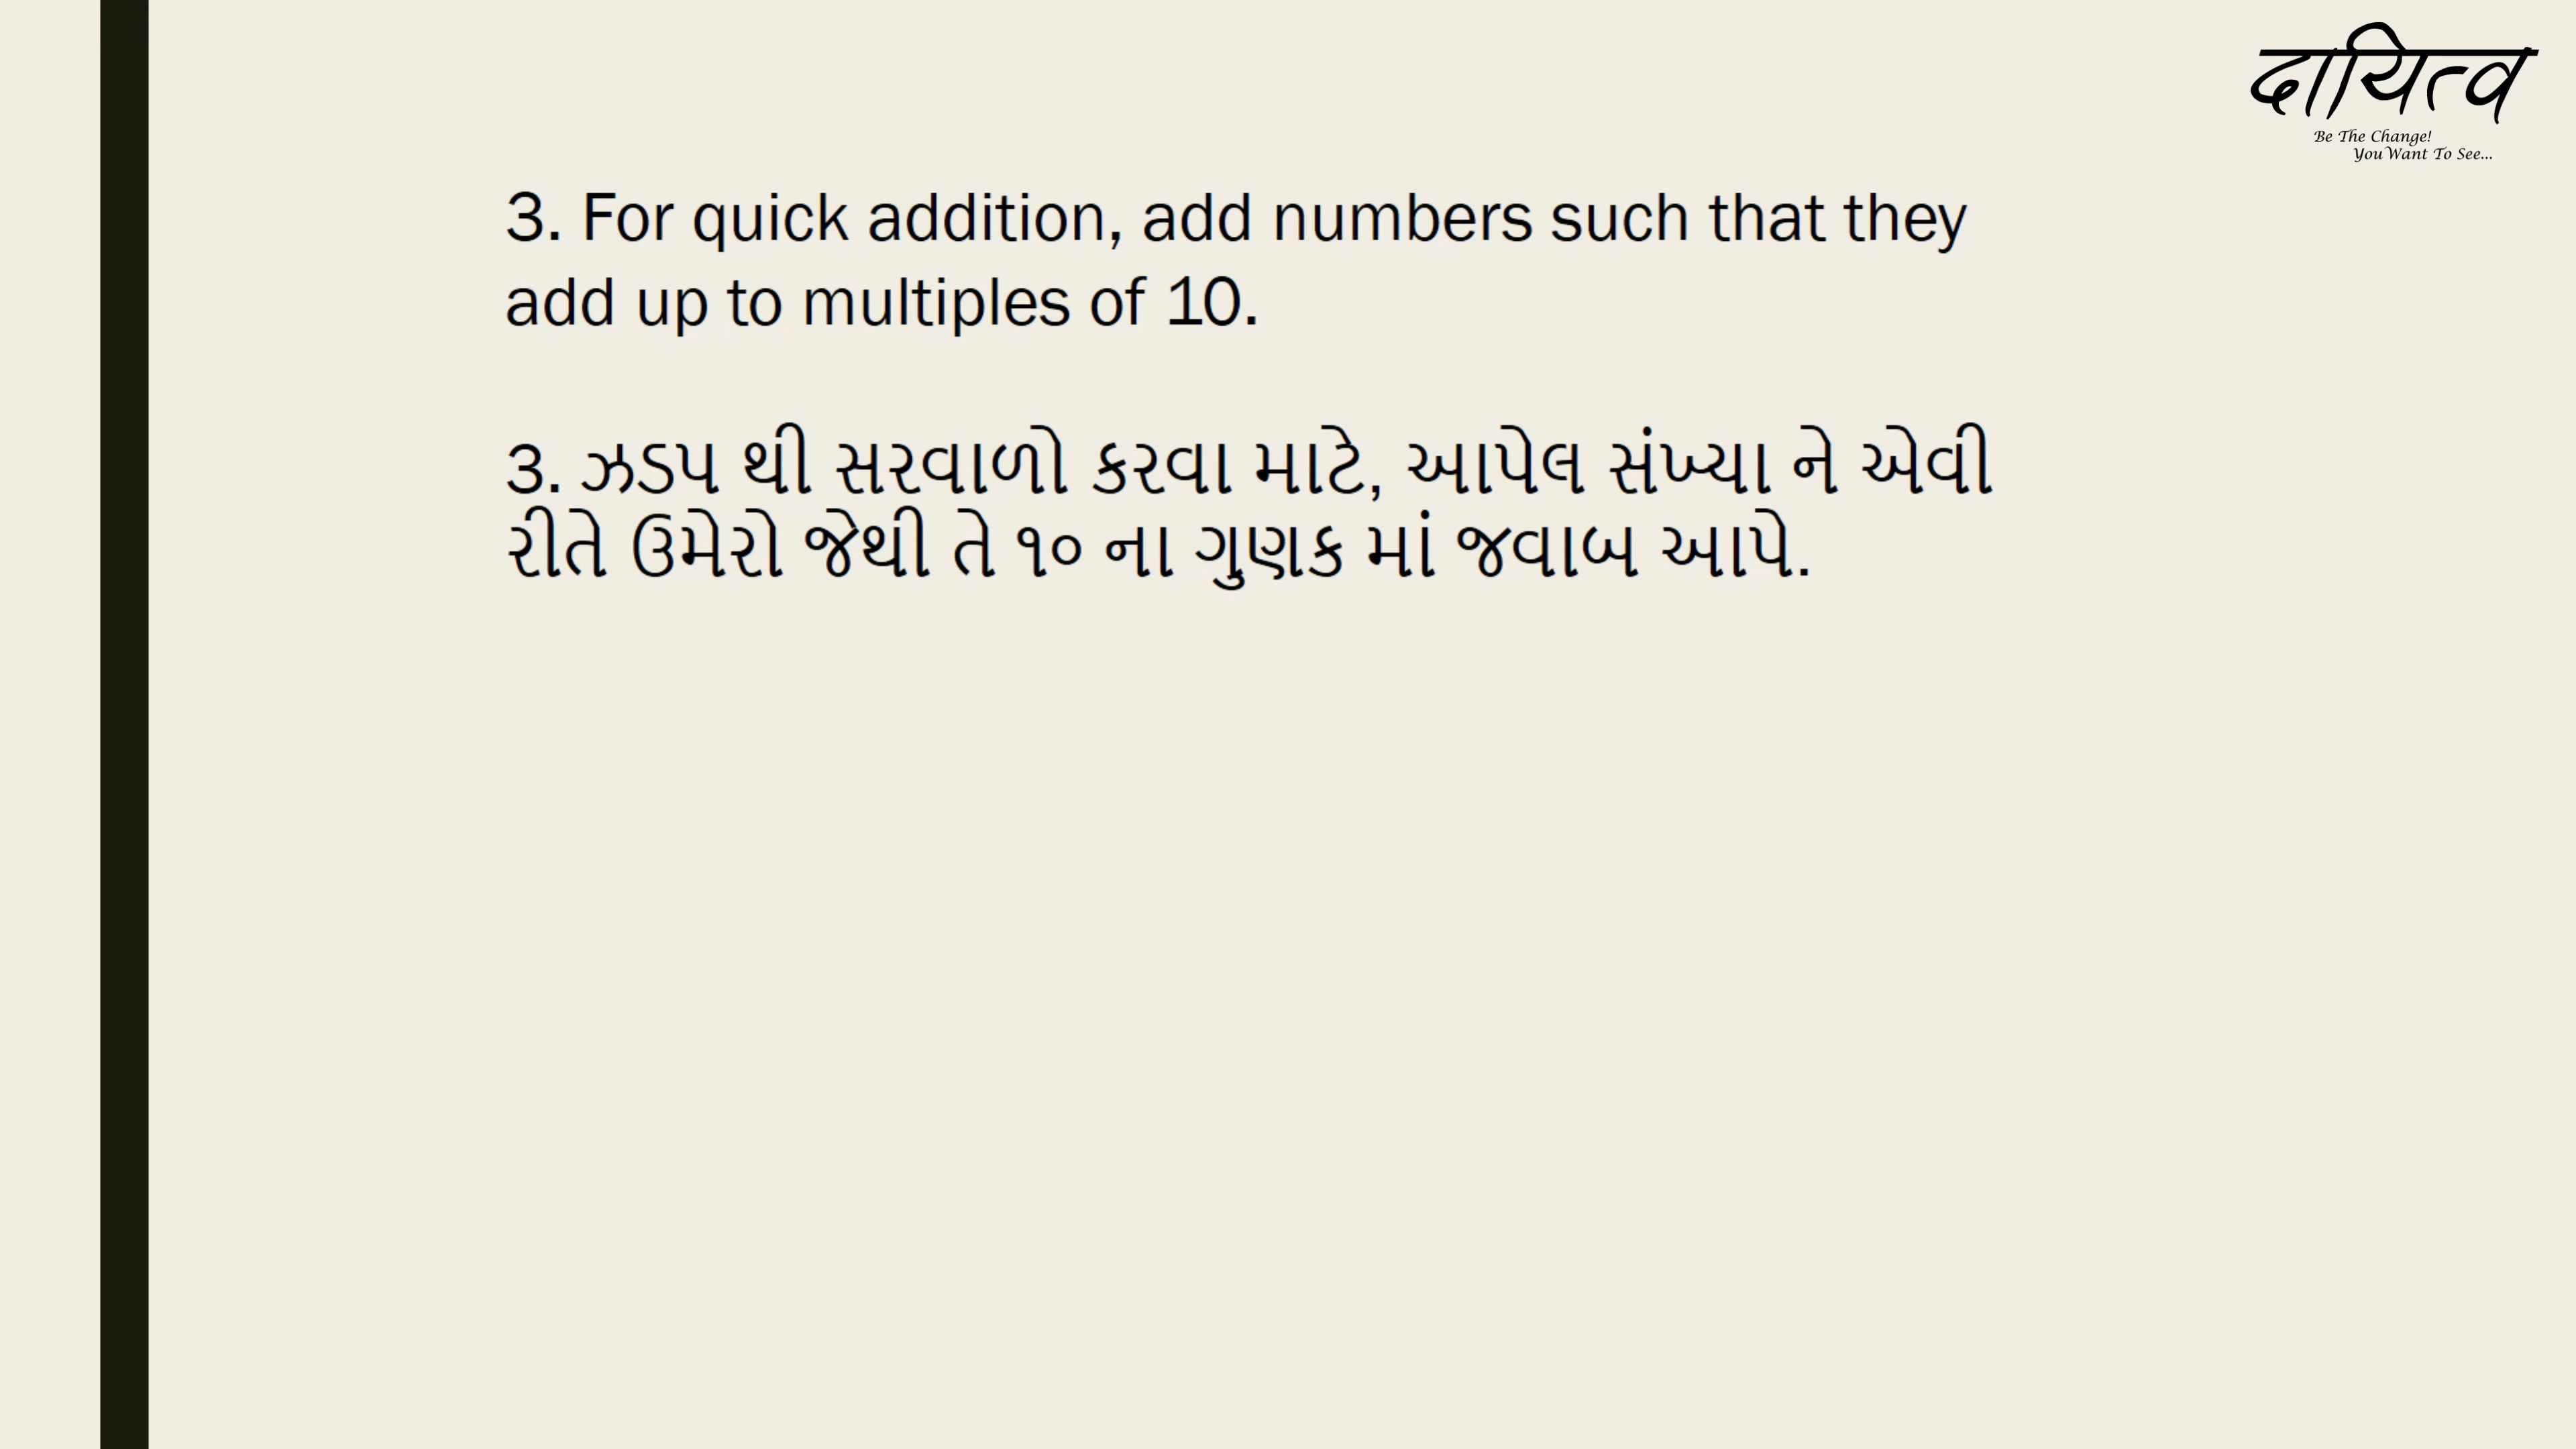 दायित्व
Be The Change!
You Want To See...
3. For quick addition, add numbers such that they
add up to multiples of 10.
3. ઝડપ થી સરવાળો કરવા માટે, આપેલ સંખ્યા ને એવી
રીતે ઉમેરો જેથી તે ૧૦ ના ગુણક માં જવાબ આપે.